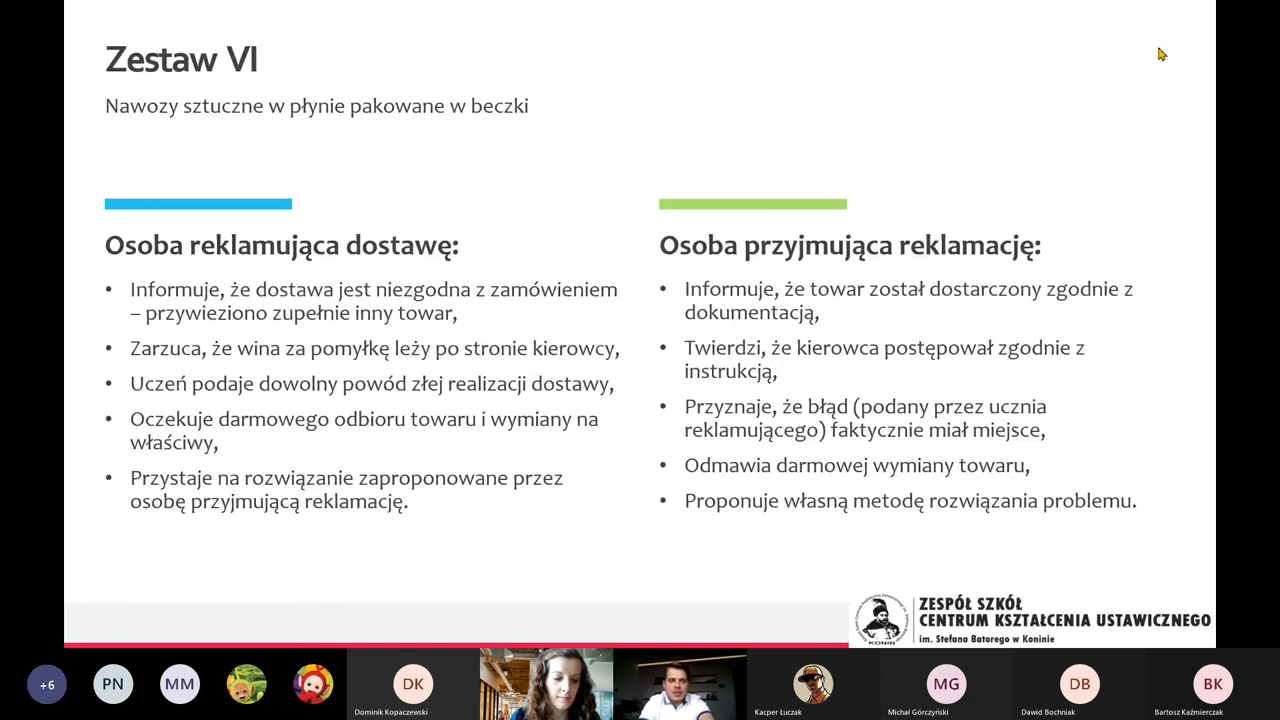 Zestaw VI
Nawozy sztuczne w płynie pakowane w beczki
Osoba reklamująca dostawę:
• Informuje, że dostawa jest niezgodna z zamówieniem
– przywieziono zupełnie inny towar,
• Zarzuca, że wina za pomyłkę leży po stronie kierowcy,
• Uczeń podaje dowolny powód złej realizacji dostawy,
• Oczekuje darmowego odbioru towaru i wymiany na
właściwy,
• Przystaje na rozwiązanie zaproponowane przez
osobę przyjmującą reklamację.
Osoba przyjmująca reklamację:
• Informuje, że towar został dostarczony zgodnie z
dokumentacją,
• Twierdzi, że kierowca postępował zgodnie z
instrukcją,
• Przyznaje, że błąd (podany przez ucznia
reklamującego) faktycznie miał miejsce,
• Odmawia darmowej wymiany towaru,
• Proponuje własną metodę rozwiązania problemu.
KONIN
ZESPÓŁ SZKÓŁ
CENTRUM KSZTAŁCENIA USTAWICZNEGO
im. Stefana Batorego w Koninie
+6
PN
MM
DK
Dominik Kopaczewski
Kacper Łuczak
MG
Michał Górczyński
DB
Dawid Bochniak
BK
Bartosz Kaźmierczak